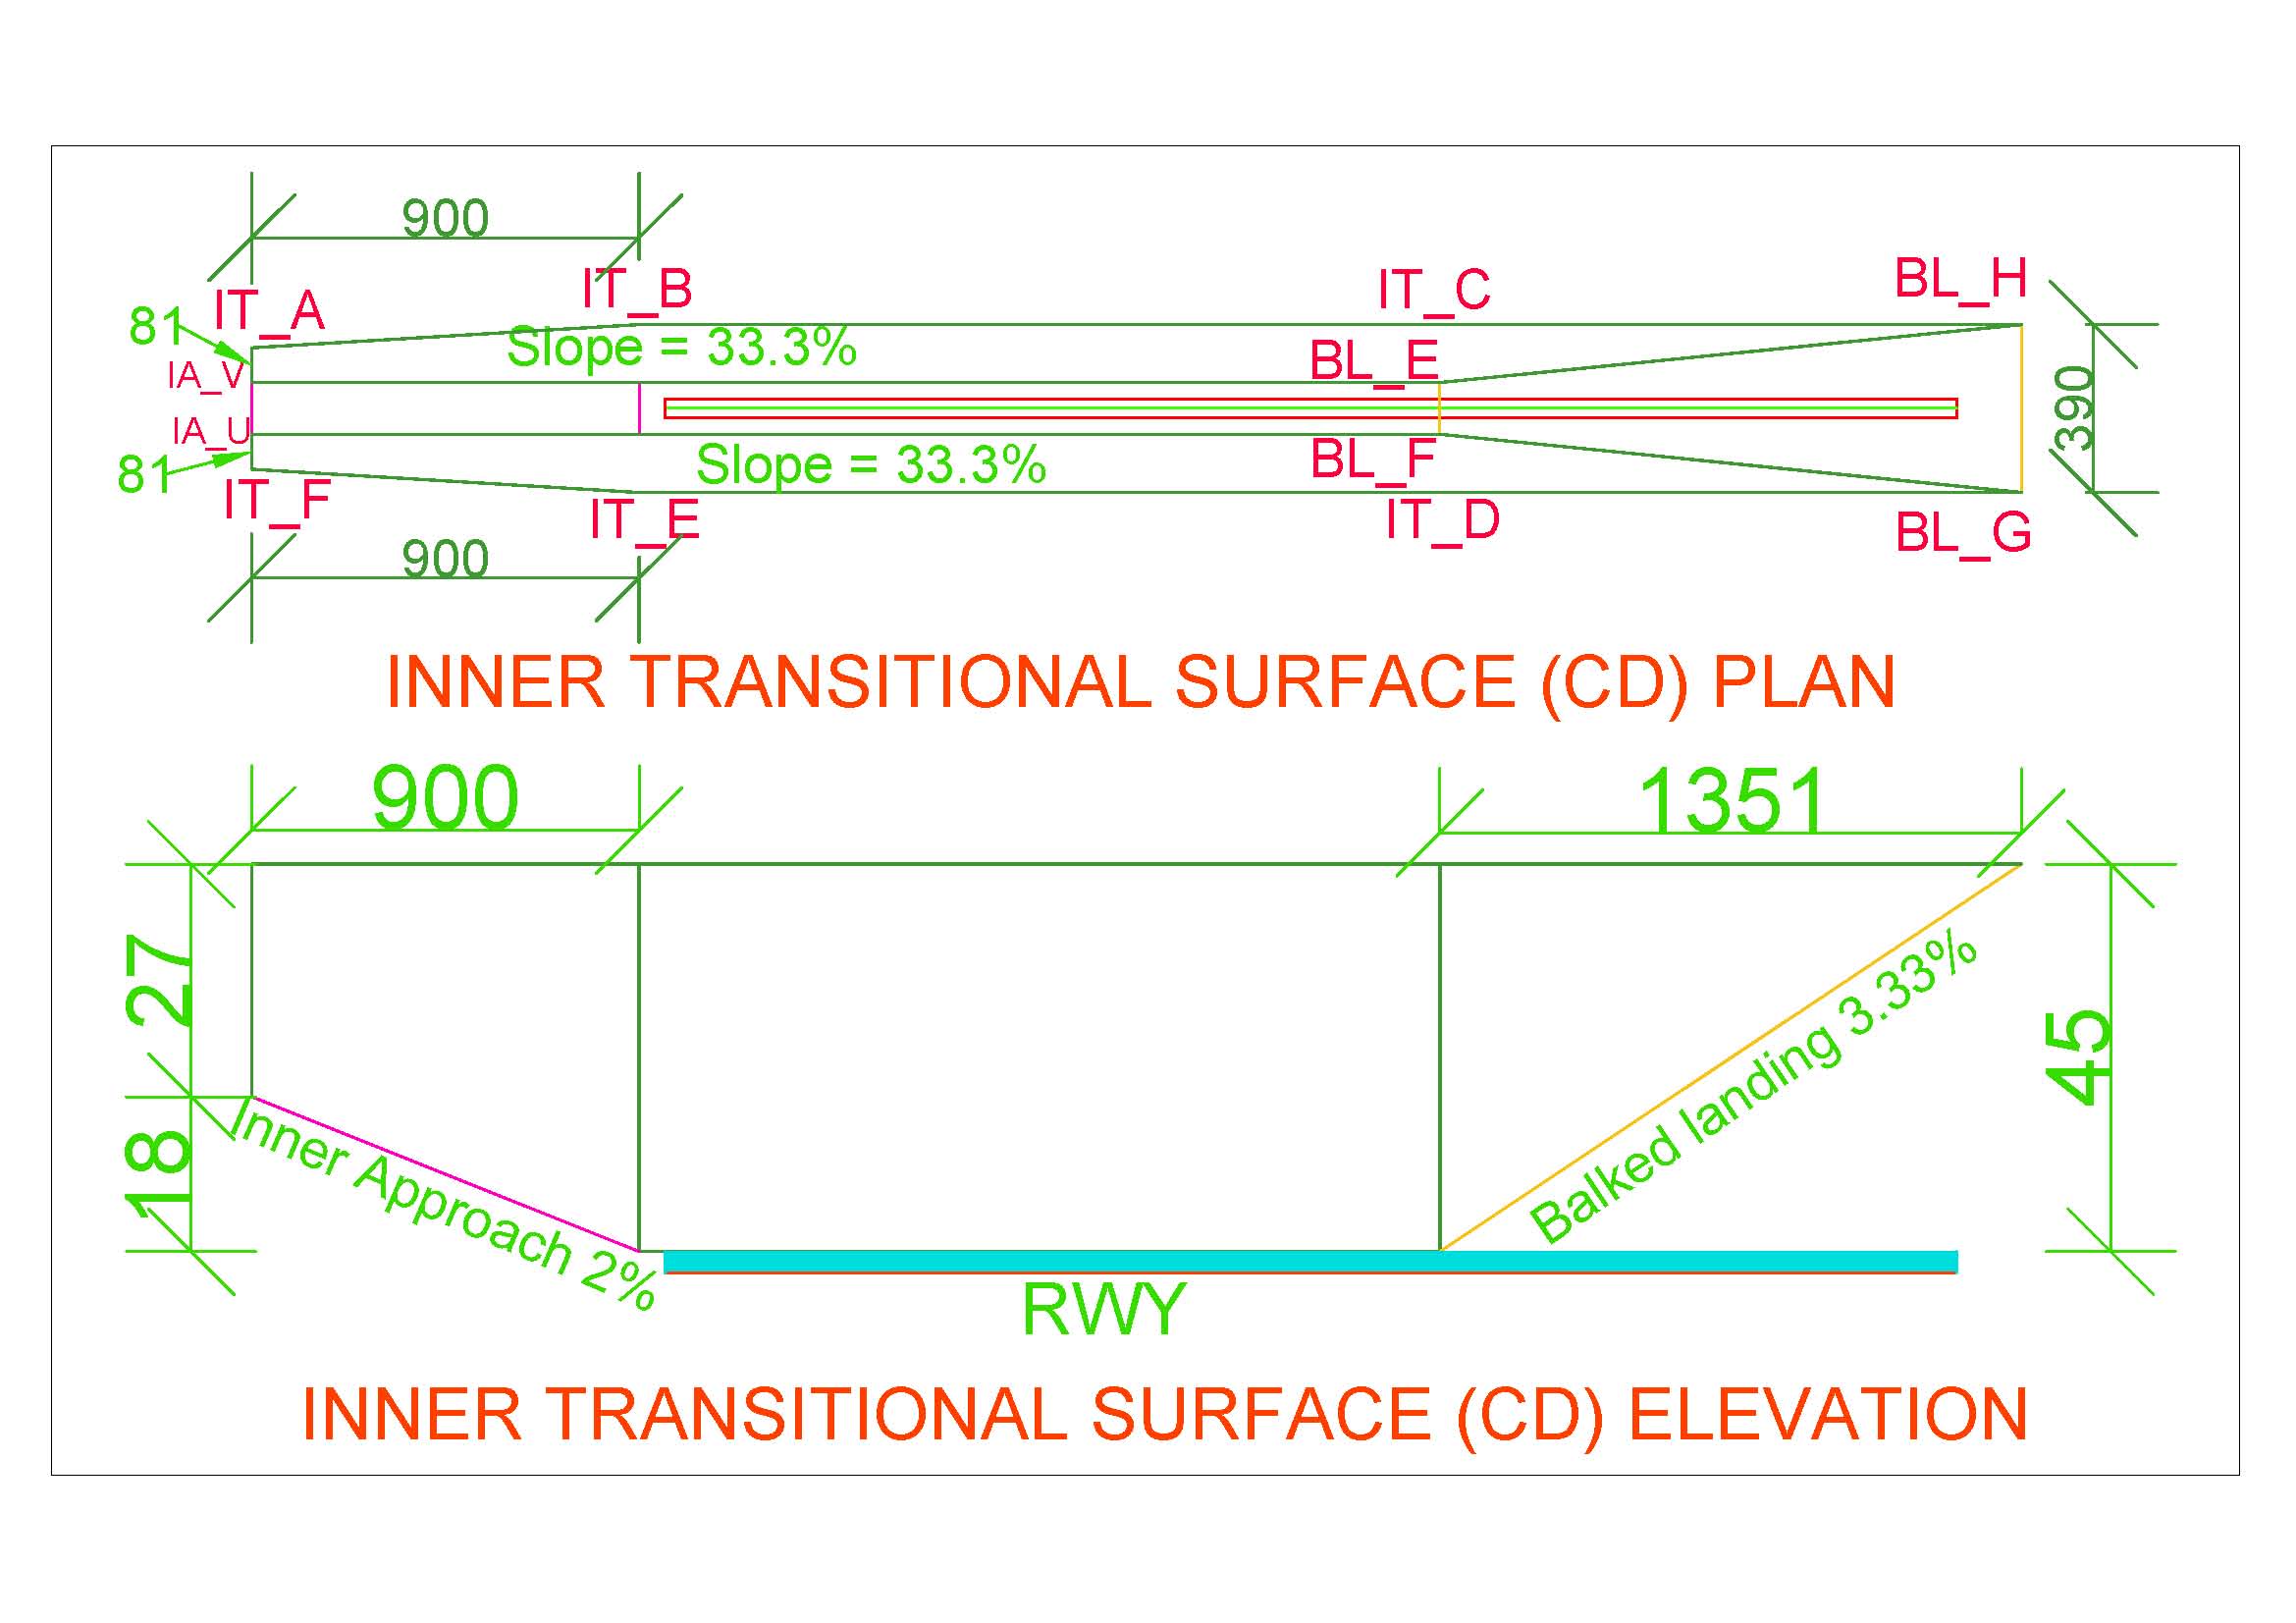 900
IT_A
IT_B
IT_C
BL_H
81
Slope = 33.3%
BL_E
IA_V
390
IA_U
81
Slope = 33.3%
BL_F
IT_F
IT_E
IT_D
BL_G
900
INNER TRANSITIONAL SURFACE (CD) PLAN
900
1351
27
18
45
Inner Approach 2%
Balked landing 3.33%
RWY
INNER TRANSITIONAL SURFACE (CD) ELEVATION